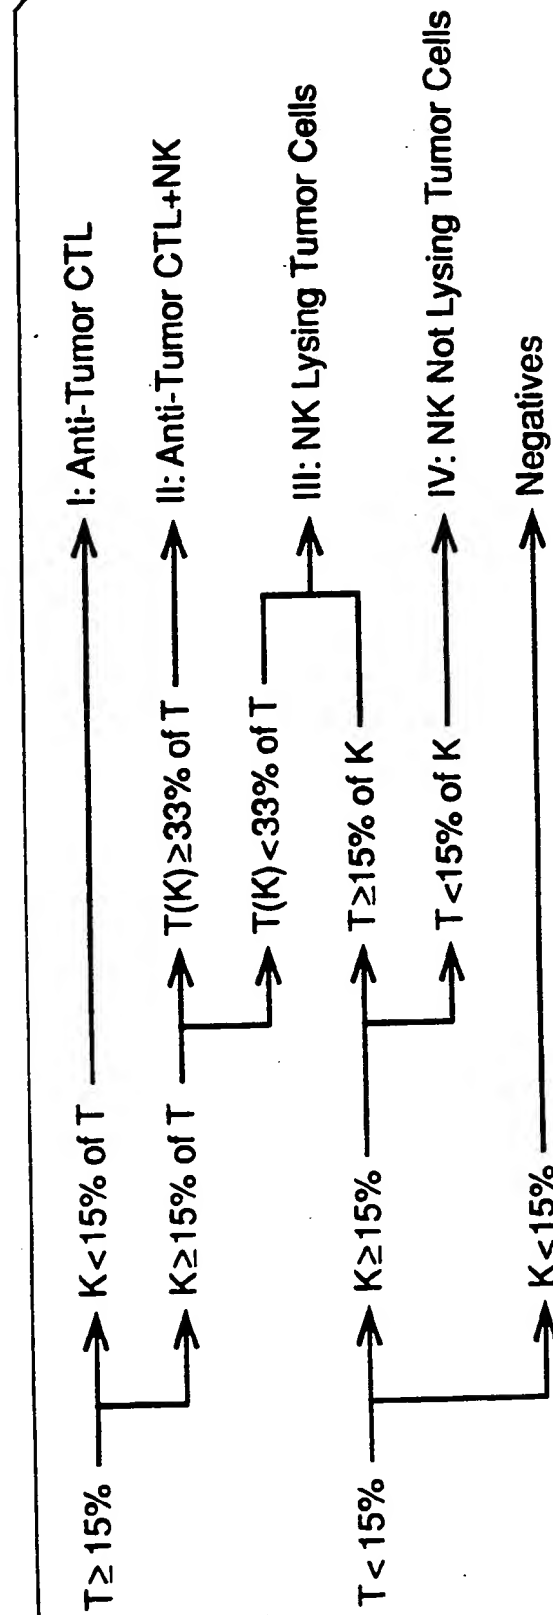 T≥15%
K<15% of T
I: Anti-Tumor CTL
K≥15% of T
T(K)≥33% of T
II: Anti-Tumor CTL+NK
T(K)<33% of T
III: NK Lysing Tumor Cells
T<15%
K≥15%
T≥15% of K
T<15% of K
IV: NK Not Lysing Tumor Cells
K<15%
Negatives